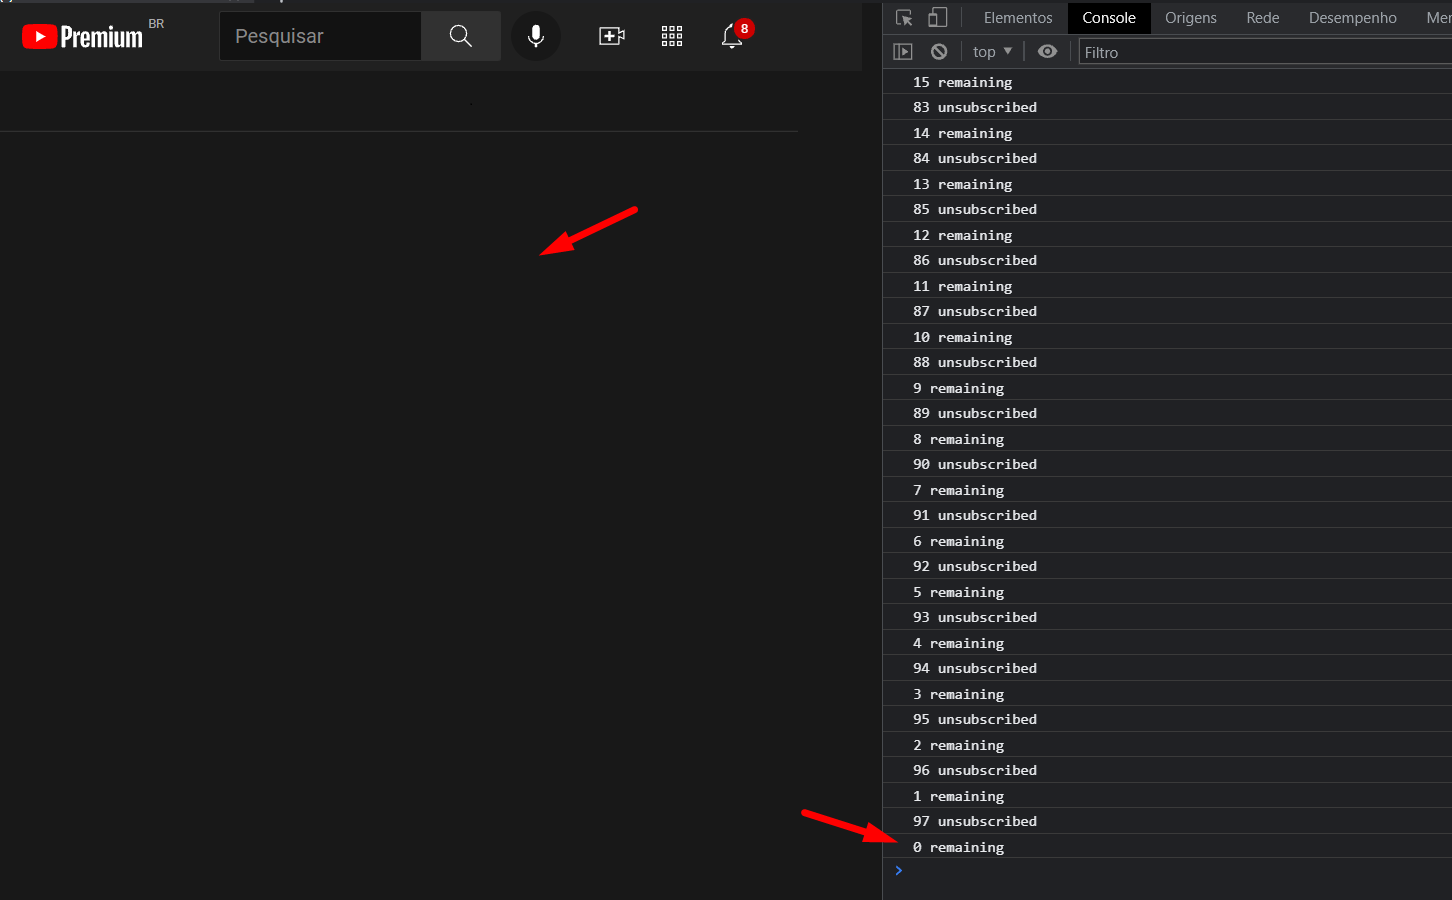 Premium BR
Pesquisar
8
Elementos Console Origens Rede Desempenho
top
Filtro
15 remaining
83 unsubscribed
14 remaining
84 unsubscribed
13 remaining
85 unsubscribed
12 remaining
86 unsubscribed
11 remaining
87 unsubscribed
10 remaining
88 unsubscribed
9 remaining
89 unsubscribed
8 remaining
90 unsubscribed
7 remaining
91 unsubscribed
6 remaining
92 unsubscribed
5 remaining
93 unsubscribed
4 remaining
94 unsubscribed
3 remaining
95 unsubscribed
2 remaining
96 unsubscribed
1 remaining
97 unsubscribed
0 remaining